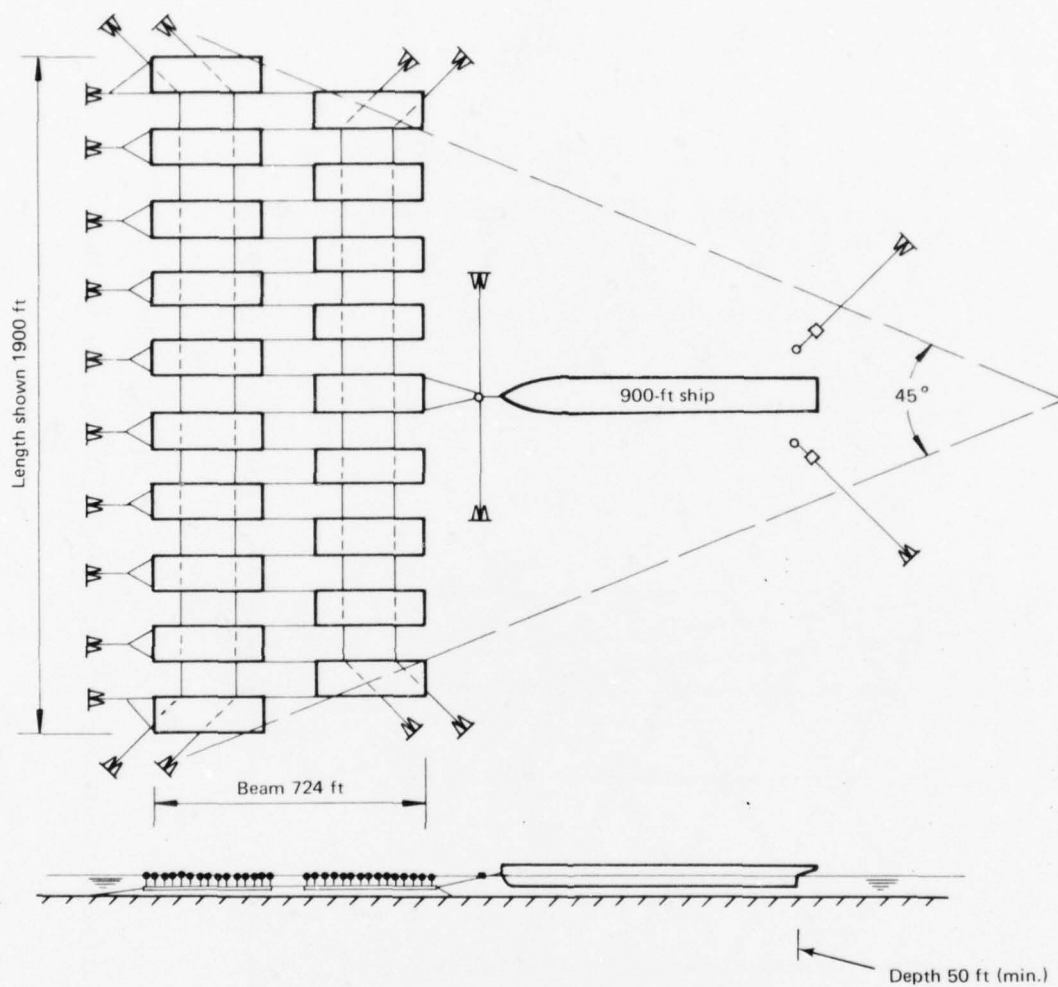 Length shown 1900 ft
900-ft ship
45°
Beam 724 ft
Depth 50 ft (min.)